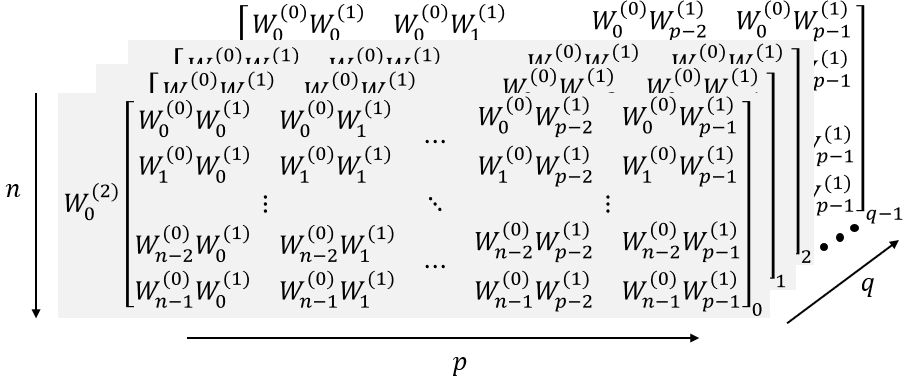 W_0^{(0)}W_0^{(1)} W_0^{(0)}W_1^{(1)} W_0^{(0)}W_{p-2}^{(1)} W_0^{(0)}W_{p-1}^{(1)}
W_0^{(0)}W_0^{(1)} W_0^{(0)}W_1^{(1)} … W_0^{(0)}W_{p-2}^{(1)} W_0^{(0)}W_{p-1}^{(1)}
W_1^{(0)}W_0^{(1)} W_1^{(0)}W_1^{(1)} W_1^{(0)}W_{p-2}^{(1)} W_1^{(0)}W_{p-1}^{(1)}
n W_0^{(2)} ⋮ ⋱ ⋮
W_{n-2}^{(0)}W_0^{(1)} W_{n-2}^{(0)}W_1^{(1)} … W_{n-2}^{(0)}W_{p-2}^{(1)} W_{n-2}^{(0)}W_{p-1}^{(1)}
W_{n-1}^{(0)}W_0^{(1)} W_{n-1}^{(0)}W_1^{(1)} W_{n-1}^{(0)}W_{p-2}^{(1)} W_{n-1}^{(0)}W_{p-1}^{(1)}
0
1
2
q-1
q
p